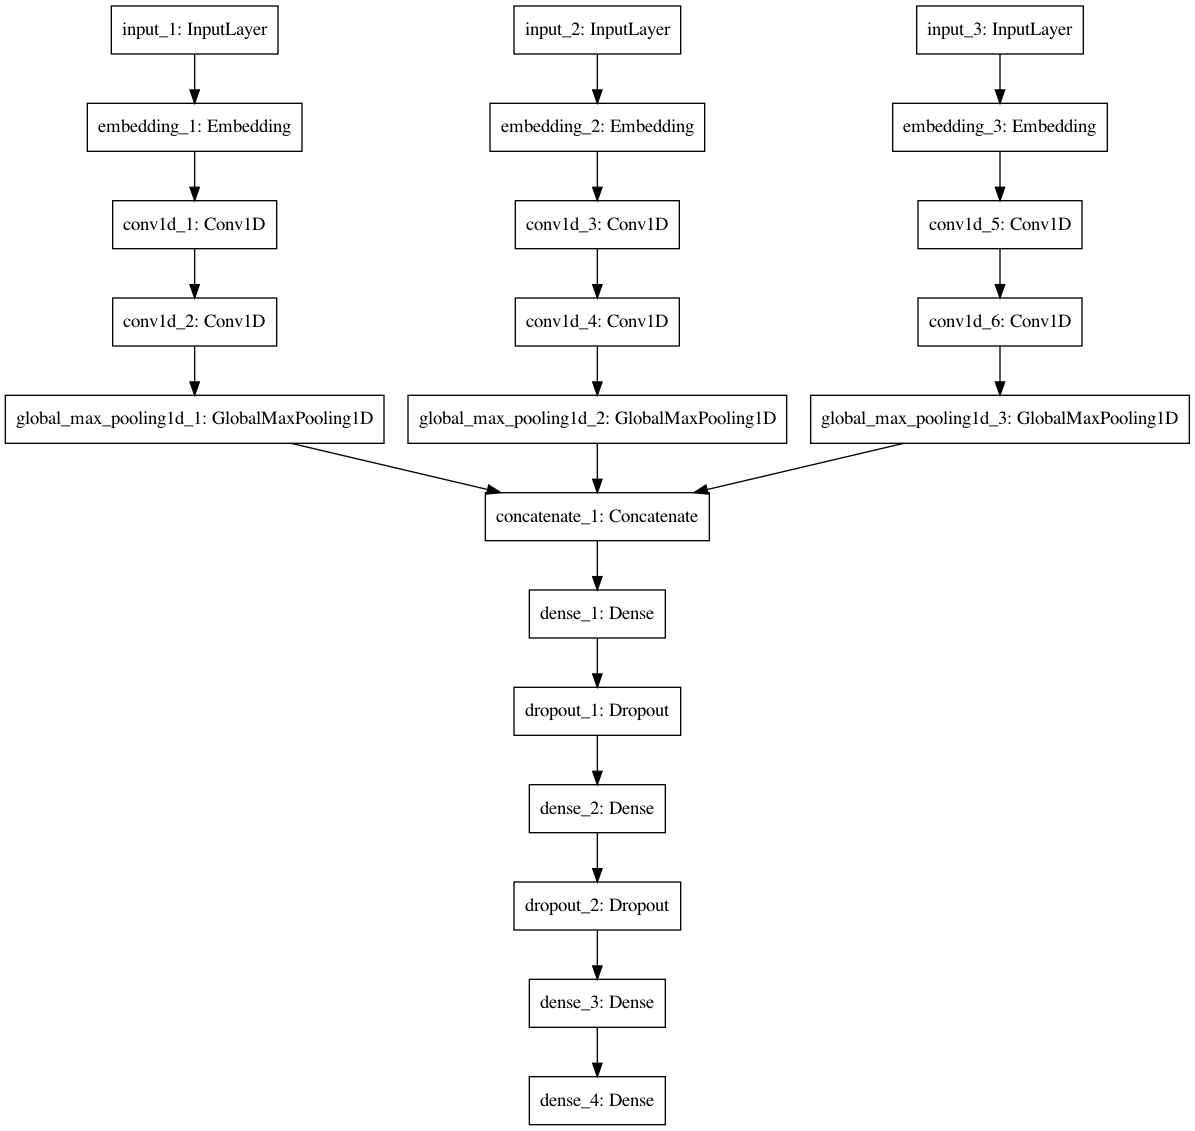 input_1: InputLayer
input_2: InputLayer
input_3: InputLayer
embedding_1: Embedding
embedding_2: Embedding
embedding_3: Embedding
conv1d_1: Conv1D
conv1d_3: Conv1D
conv1d_5: Conv1D
conv1d_2: Conv1D
conv1d_4: Conv1D
conv1d_6: Conv1D
global_max_pooling1d_1: GlobalMaxPooling1D
global_max_pooling1d_2: GlobalMaxPooling1D
global_max_pooling1d_3: GlobalMaxPooling1D
concatenate_1: Concatenate
dense_1: Dense
dropout_1: Dropout
dense_2: Dense
dropout_2: Dropout
dense_3: Dense
dense_4: Dense